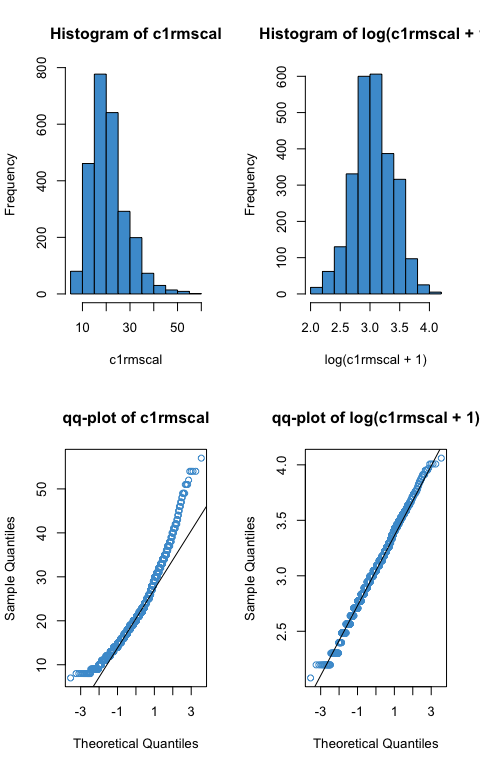 Histogram of c1rmscal
Frequency
800
600
400
200
0
10 30 50
c1rmscal
Histogram of log(c1rmscal + 1
Frequency
600
500
400
300
200
100
0
2.0 2.5 3.0 3.5 4.0
log(c1rmscal + 1)
qq-plot of c1rmscal
Sample Quantiles
50
40
30
20
10
-3 -1 1 3
Theoretical Quantiles
qq-plot of log(c1rmscal + 1)
Sample Quantiles
4.0
3.5
3.0
2.5
-3 -1 1 3
Theoretical Quantiles